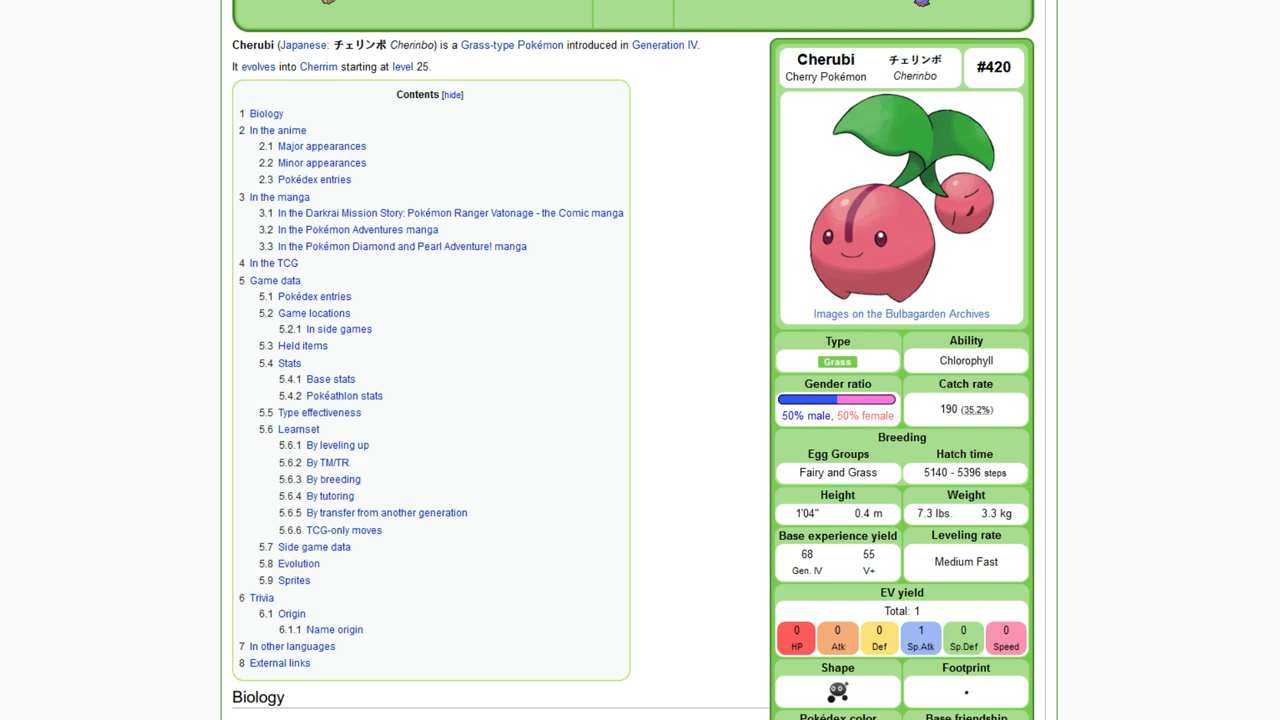 Cherubi (Japanese: チェリンボ Cherinbo) is a Grass-type Pokémon introduced in Generation IV.
It evolves into Cherrim starting at level 25.
Contents [hide]
1 Biology
2 In the anime
2.1 Major appearances
2.2 Minor appearances
2.3 Pokédex entries
3 In the manga
3.1 In the Darkrai Mission Story: Pokémon Ranger Vatonage - the Comic manga
3.2 In the Pokémon Adventures manga
3.3 In the Pokémon Diamond and Pearl Adventure! manga
4 In the TCG
5 Game data
5.1 Pokédex entries
5.2 Game locations
5.2.1 In side games
5.3 Held items
5.4 Stats
5.4.1 Base stats
5.4.2 Pokéathlon stats
5.5 Type effectiveness
5.6 Learnset
5.6.1 By leveling up
5.6.2 By TM/TR
5.6.3 By breeding
5.6.4 By tutoring
5.6.5 By transfer from another generation
5.6.6 TCG-only moves
5.7 Side game data
5.8 Evolution
5.9 Sprites
6 Trivia
6.1 Origin
6.1.1 Name origin
7 In other languages
8 External links
Biology
Cherubi チェリンボ #420
Cherry Pokémon Cherinbo
Images on the Bulbagarden Archives
Type Ability
Grass Chlorophyll
Gender ratio Catch rate
50% male, 50% female 190 (35.2%)
Breeding
Egg Groups Hatch time
Fairy and Grass 5140 - 5396 steps
Height Weight
1'04" 0.4 m 7.3 lbs. 3.3 kg
Base experience yield Leveling rate
68 55 Medium Fast
Gen. IV V+
EV yield
Total: 1
0 0 0 1 0 0
HP Atk Def Sp.Atk Sp.Def Speed
Shape Footprint
Pokédex color Base friendship